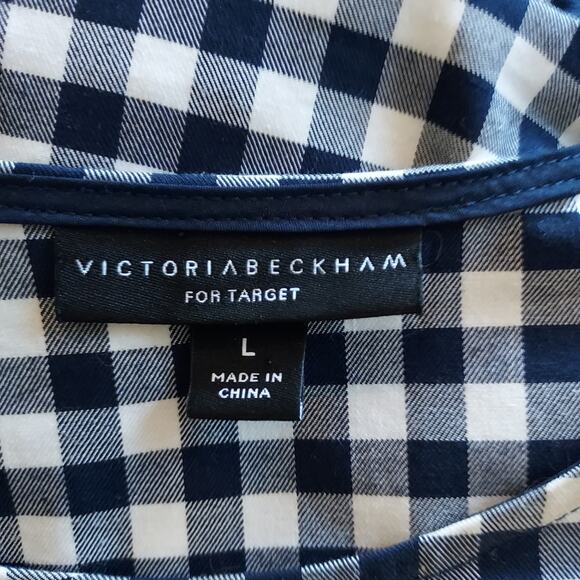 VICTORIABECKHAM
FOR TARGET
L
MADE IN
CHINA